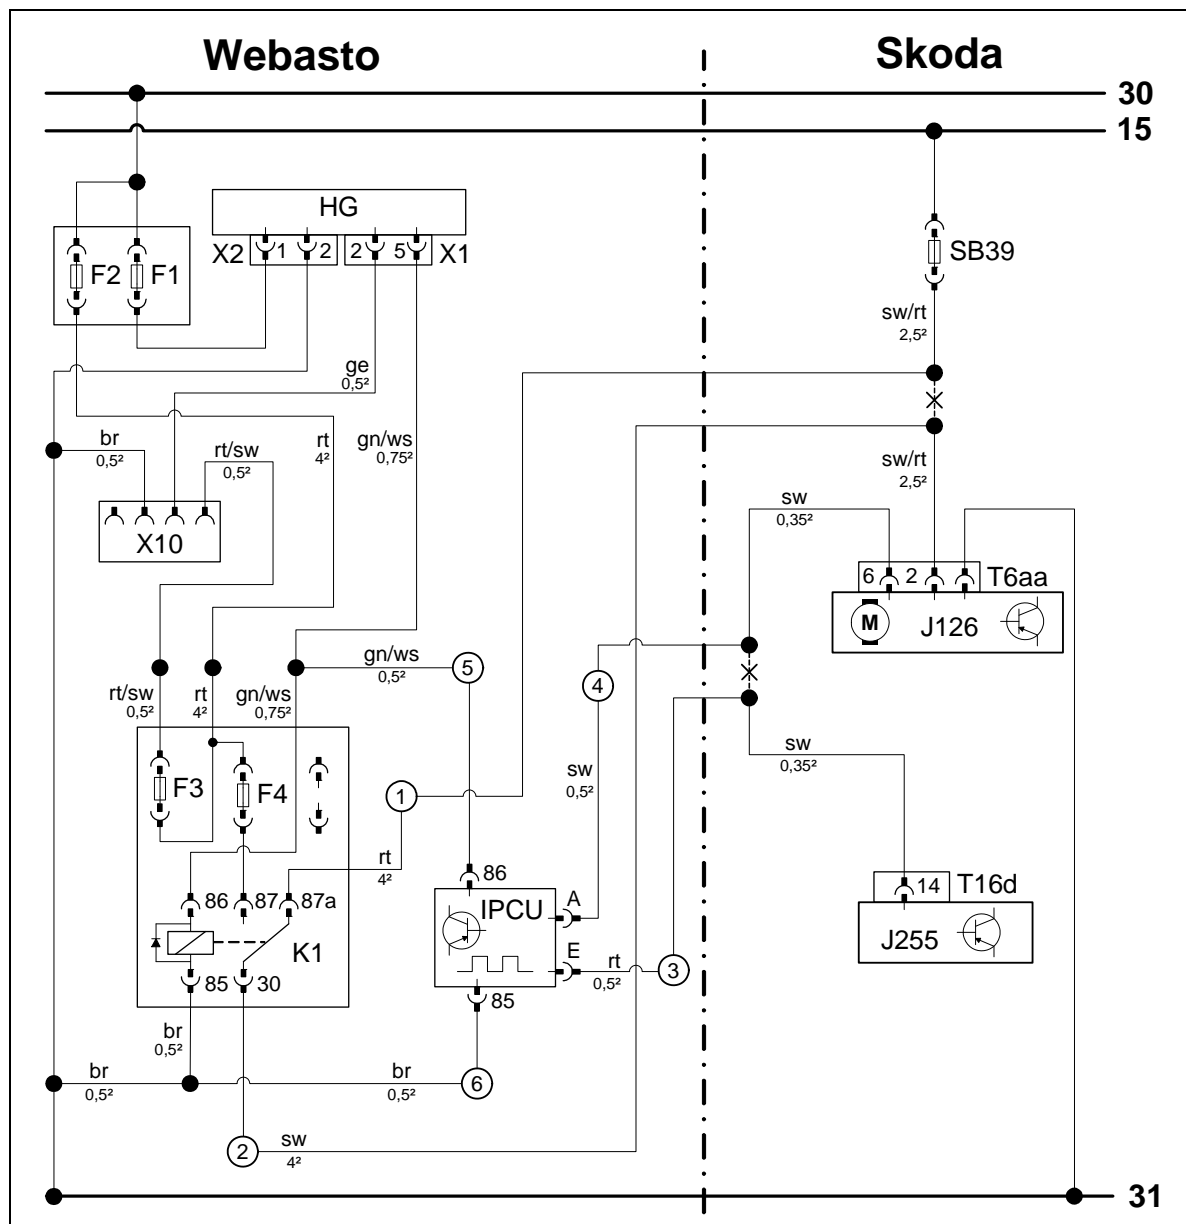 Webasto
Skoda
30
15
HG
X2
1
2
2
5
X1
F2
F1
SB39
sw/rt
2,5²
ge
0,5²
br
0,5²
rt/sw
0,5²
rt
4²
gn/ws
0,75²
sw/rt
2,5²
sw
0,35²
X10
6
2
T6aa
M
J126
gn/ws
0,5²
5
4
rt/sw
0,5²
rt
4²
gn/ws
0,75²
sw
0,35²
F3
F4
1
sw
0,5²
rt
4²
86
87
87a
86
IPCU
A
14
T16d
K1
E
J255
85
30
rt
0,5²
3
85
br
0,5²
br
0,5²
br
0,5²
6
2
sw
4²
31